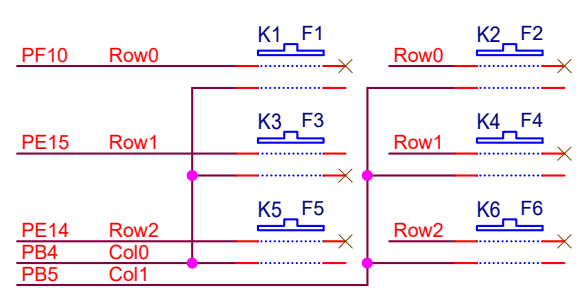 K1 F1 K2 F2
PF10 Row0 Row0
K3 F3 K4 F4
PE15 Row1 Row1
K5 F5 K6 F6
PE14 Row2 Row2
PB4 Col0
PB5 Col1